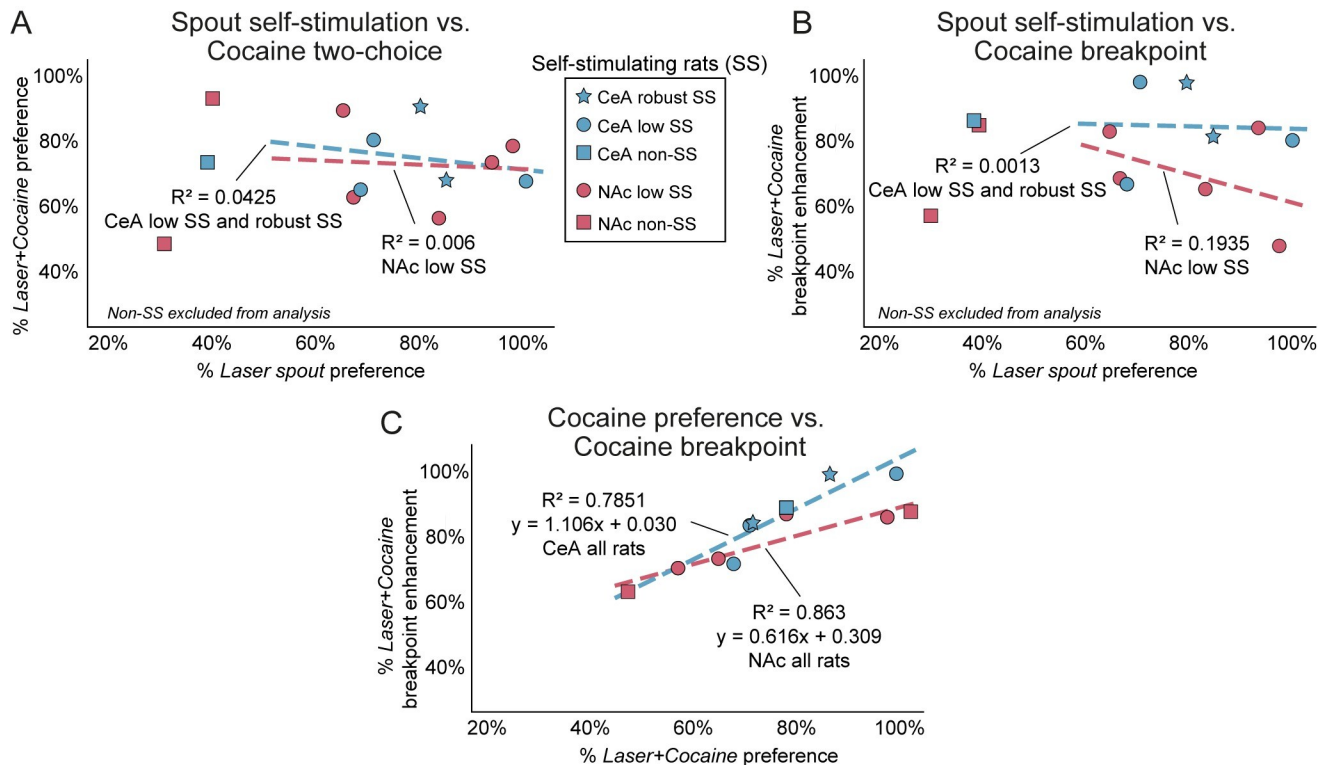 A
Spout self-stimulation vs.
Cocaine two-choice
% Laser+Cocaine preference
100%
80%
60%
40%
R² = 0.0425
CeA low SS and robust SS
R² = 0.006
NAc low SS
Non-SS excluded from analysis
20%
40%
60%
80%
100%
% Laser spout preference
Self-stimulating rats (SS)
CeA robust SS
CeA low SS
CeA non-SS
NAc low SS
NAc non-SS
B
Spout self-stimulation vs.
Cocaine breakpoint
% Laser+Cocaine
breakpoint enhancement
100%
80%
60%
40%
R² = 0.0013
CeA low SS and robust SS
R² = 0.1935
NAc low SS
Non-SS excluded from analysis
20%
40%
60%
80%
100%
% Laser spout preference
C
Cocaine preference vs.
Cocaine breakpoint
% Laser+Cocaine
breakpoint enhancement
100%
80%
60%
40%
R² = 0.7851
y = 1.106x + 0.030
CeA all rats
R² = 0.863
y = 0.616x + 0.309
NAc all rats
20%
40%
60%
80%
100%
% Laser+Cocaine preference